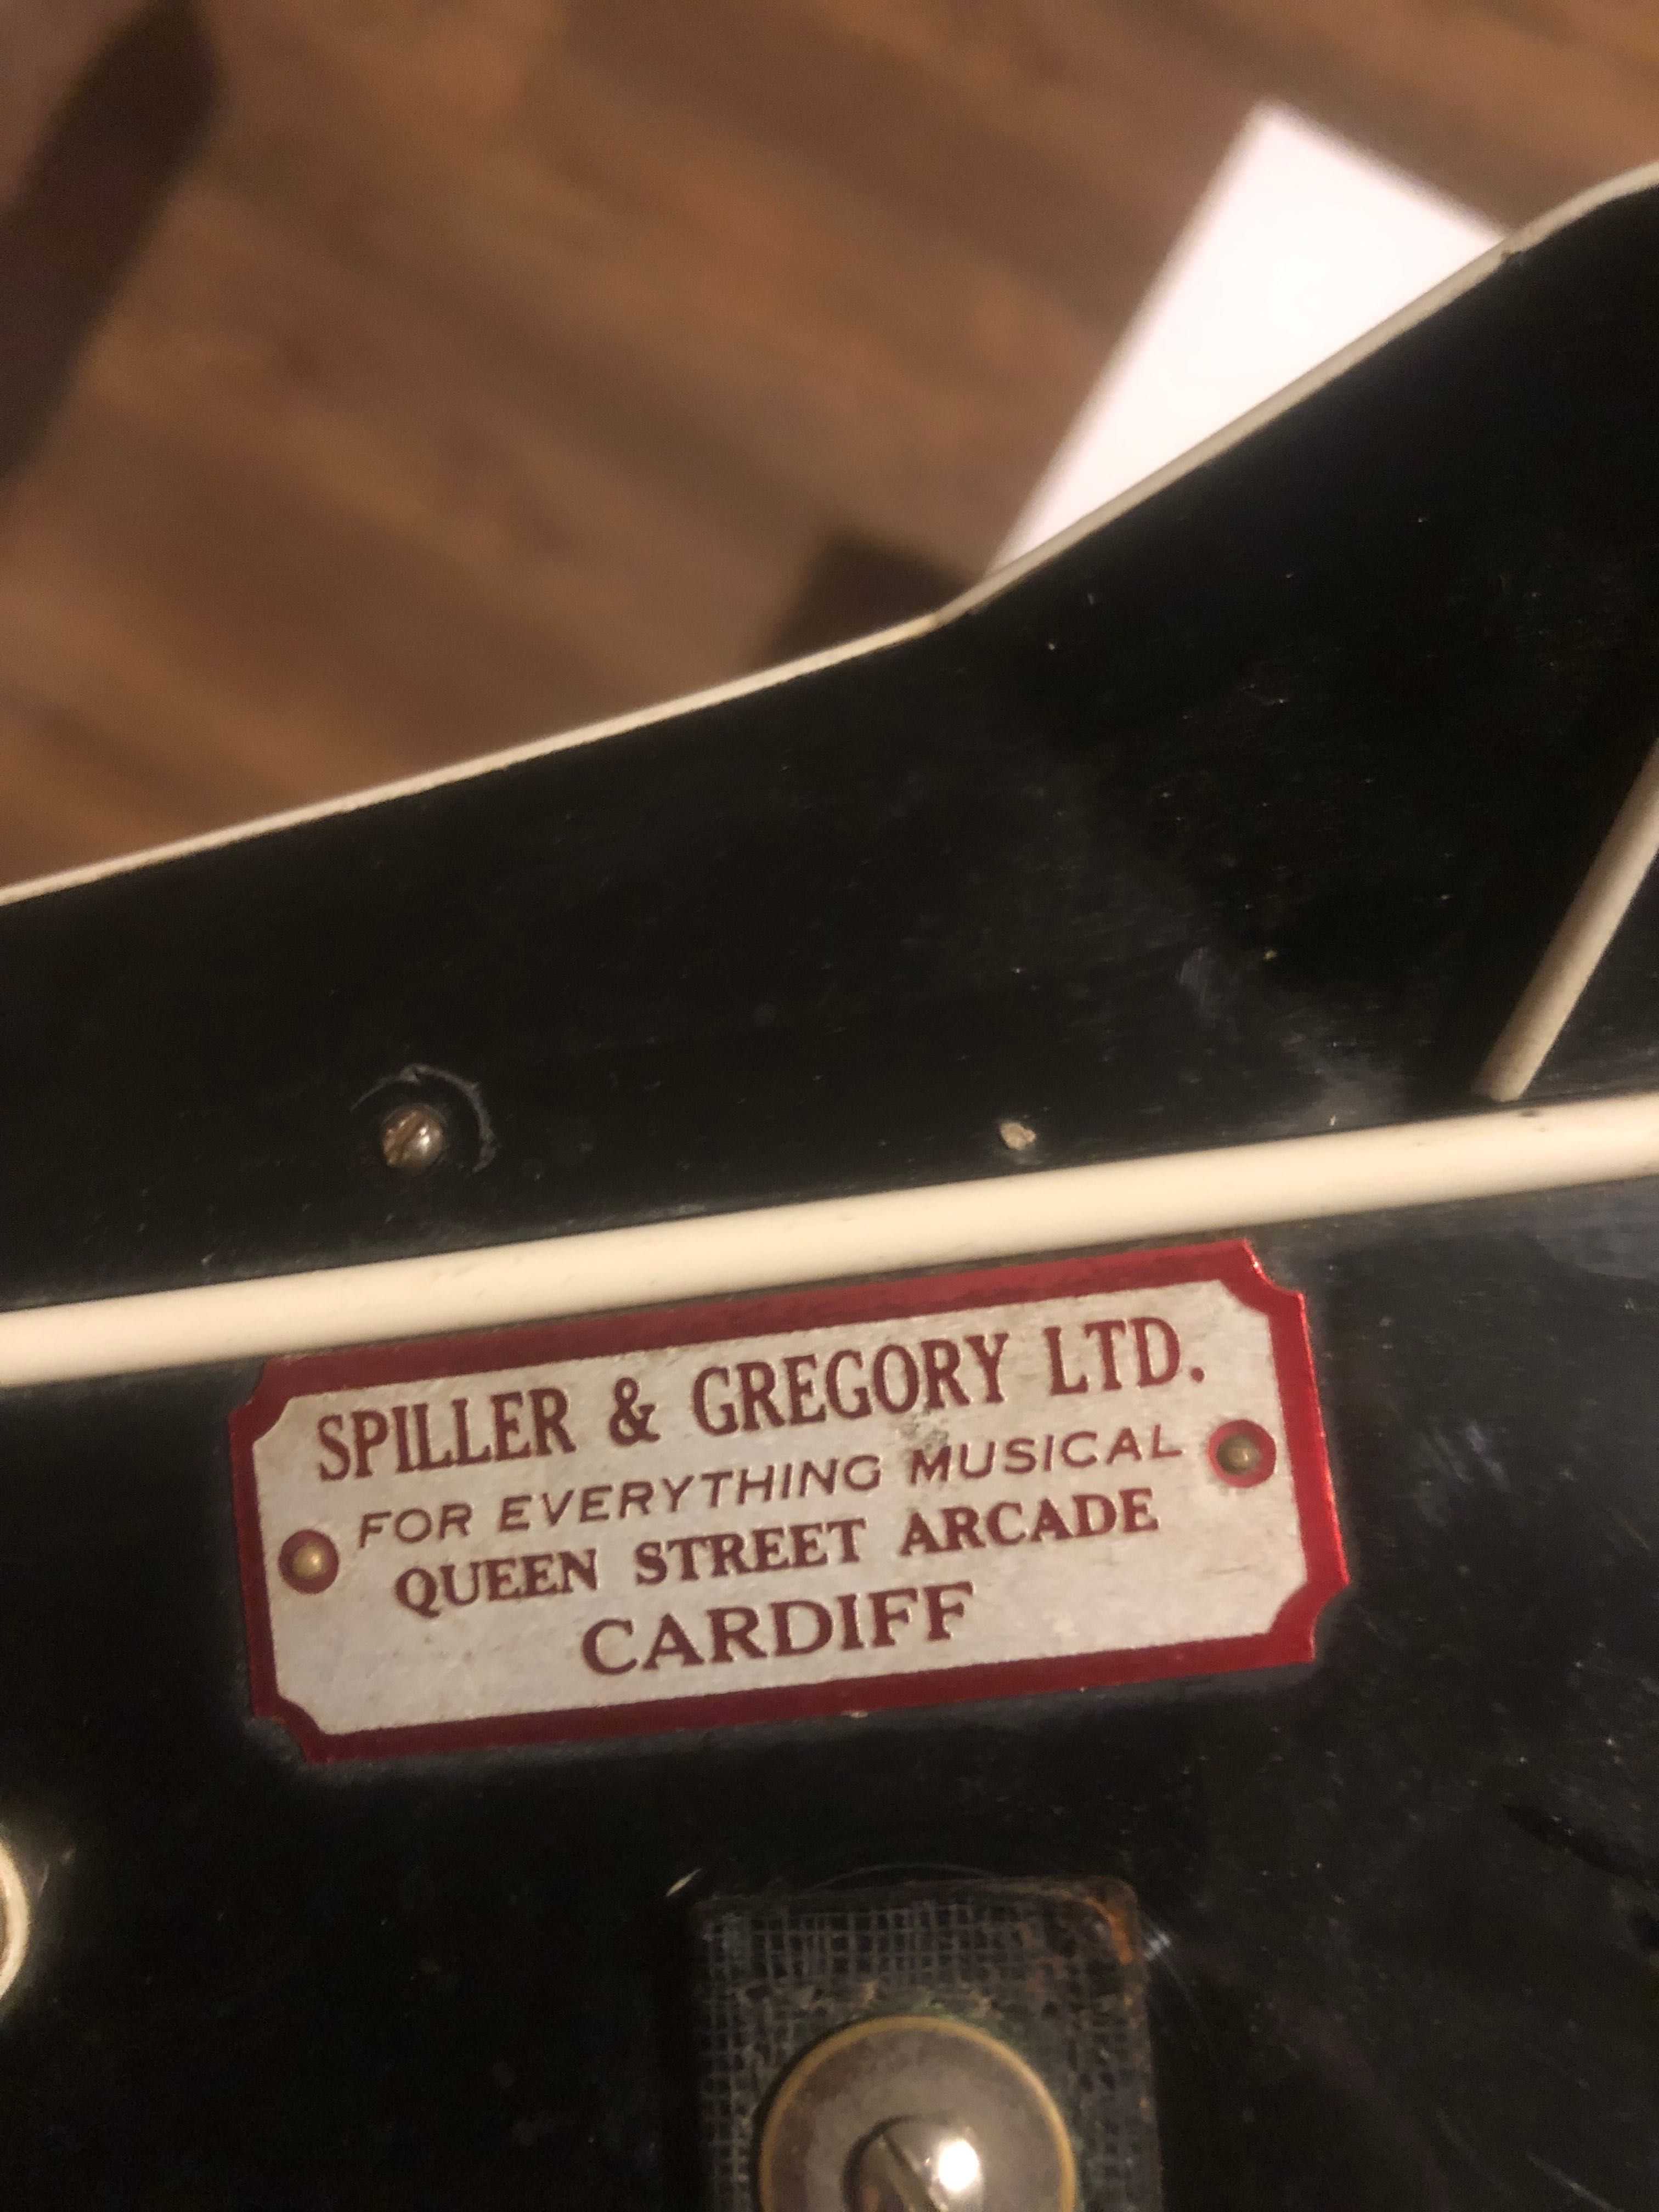 SPILLER & GREGORY LTD.
FOR EVERYTHING MUSICAL
QUEEN STREET ARCADE
CARDIFF